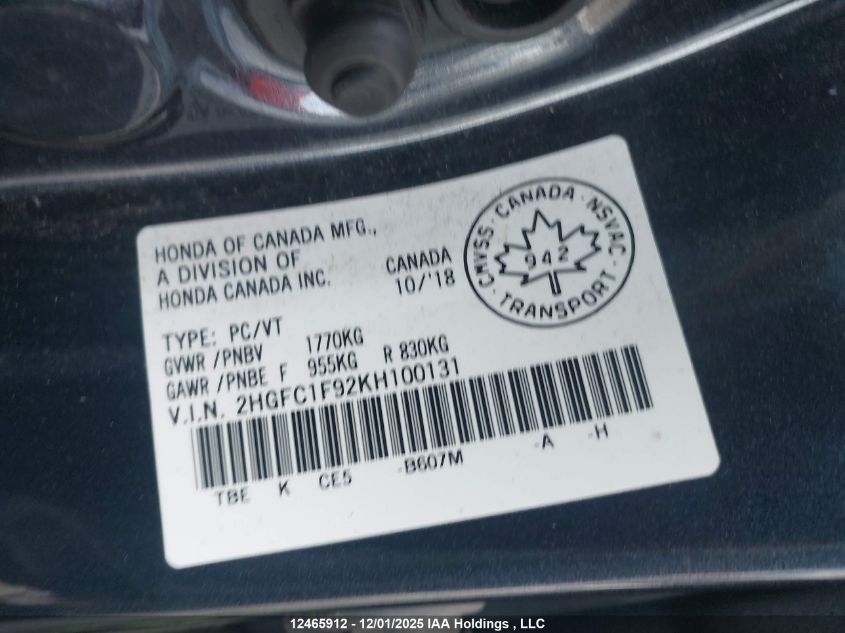 HONDA OF CANADA MFG.,
A DIVISION OF
HONDA CANADA INC.
CANADA
10/'18
CMVSS · CANADA · NSVAC
942
· TRANSPORT ·
TYPE: PC/VT
GVWR /PNBV 1770KG
GAWR /PNBE F 955KG R 830KG
V.I.N. 2HGFC1F92KH100131
TBE K CE5 -B607M -A -H
12465912 - 12/01/2025 IAA Holdings , LLC